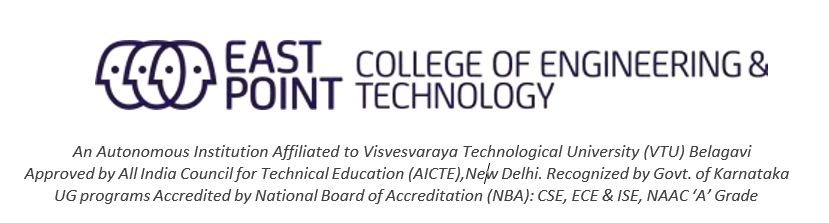 EAST POINT COLLEGE OF ENGINEERING & TECHNOLOGY
An Autonomous Institution Affiliated to Visvesvaraya Technological University (VTU) Belagavi
Approved by All India Council for Technical Education (AICTE),New Delhi. Recognized by Govt. of Karnataka
UG programs Accredited by National Board of Accreditation (NBA): CSE, ECE & ISE, NAAC ‘A’ Grade